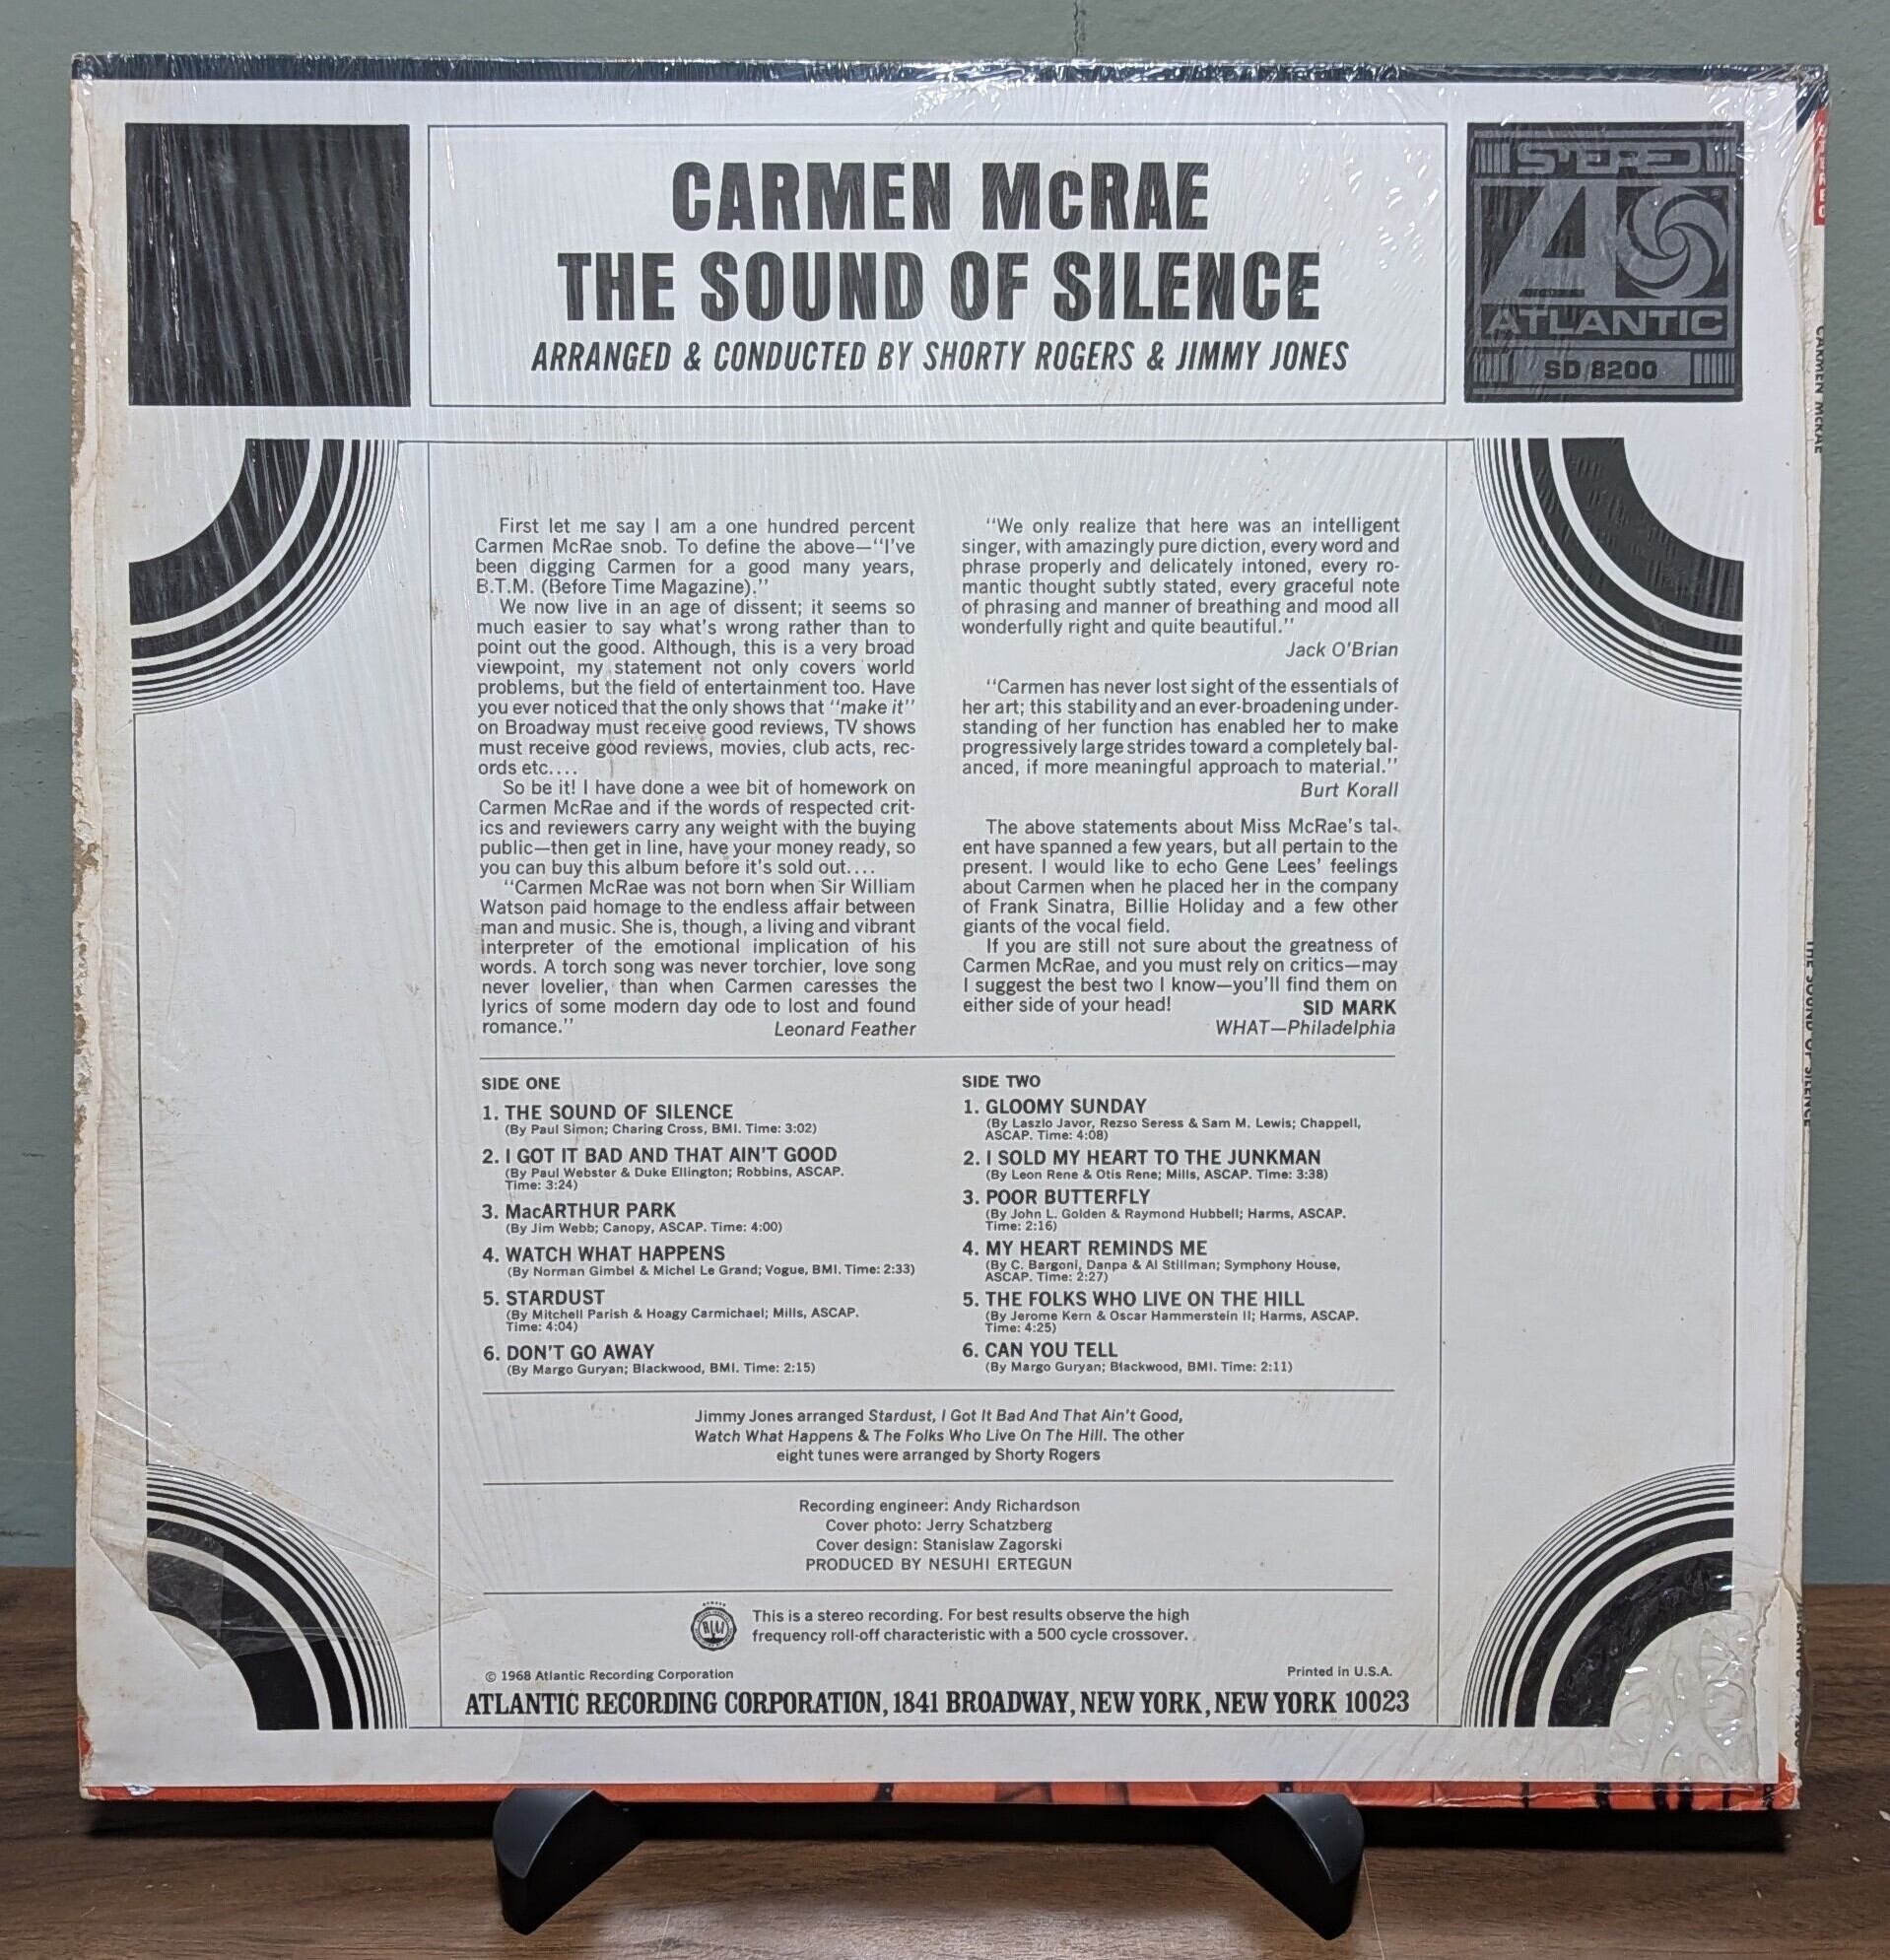 CARMEN McRAE
THE SOUND OF SILENCE
ARRANGED & CONDUCTED BY SHORTY ROGERS & JIMMY JONES
STEREO
ATLANTIC
SD 8200
First let me say I am a one hundred percent
Carmen McRae snob. To define the above—“I've
been digging Carmen for a good many years,
B.T.M. (Before Time Magazine).”
We now live in an age of dissent; it seems so
much easier to say what's wrong rather than to
point out the good. Although, this is a very broad
viewpoint, my statement not only covers world
problems, but the field of entertainment too. Have
you ever noticed that the only shows that “make it”
on Broadway must receive good reviews, TV shows
must receive good reviews, movies, club acts, rec-
ords etc....
So be it! I have done a wee bit of homework on
Carmen McRae and if the words of respected crit-
ics and reviewers carry any weight with the buying
public—then get in line, have your money ready, so
you can buy this album before it's sold out....
“Carmen McRae was not born when Sir William
Watson paid homage to the endless affair between
man and music. She is, though, a living and vibrant
interpreter of the emotional implication of his
words. A torch song was never torchier, love song
never lovelier, than when Carmen caresses the
lyrics of some modern day ode to lost and found
romance.” Leonard Feather
“We only realize that here was an intelligent
singer, with amazingly pure diction, every word and
phrase properly and delicately intoned, every ro-
mantic thought subtly stated, every graceful note
of phrasing and manner of breathing and mood all
wonderfully right and quite beautiful.”
Jack O'Brian
“Carmen has never lost sight of the essentials of
her art; this stability and an ever-broadening under-
standing of her function has enabled her to make
progressively large strides toward a completely bal-
anced, if more meaningful approach to material.”
Burt Korall
The above statements about Miss McRae's tal-
ent have spanned a few years, but all pertain to the
present. I would like to echo Gene Lees' feelings
about Carmen when he placed her in the company
of Frank Sinatra, Billie Holiday and a few other
giants of the vocal field.
If you are still not sure about the greatness of
Carmen McRae, and you must rely on critics—may
I suggest the best two I know—you'll find them on
either side of your head! SID MARK
WHAT—Philadelphia
SIDE ONE
1. THE SOUND OF SILENCE
(By Paul Simon; Charing Cross, BMI. Time: 3:02)
2. I GOT IT BAD AND THAT AIN'T GOOD
(By Paul Webster & Duke Ellington; Robbins, ASCAP.
Time: 3:24)
3. MacARTHUR PARK
(By Jim Webb; Canopy, ASCAP. Time: 4:00)
4. WATCH WHAT HAPPENS
(By Norman Gimbel & Michel Le Grand; Vogue, BMI. Time: 2:33)
5. STARDUST
(By Mitchell Parish & Hoagy Carmichael; Mills, ASCAP.
Time: 4:04)
6. DON'T GO AWAY
(By Margo Guryan; Blackwood, BMI. Time: 2:15)
SIDE TWO
1. GLOOMY SUNDAY
(By Laszlo Javor, Rezso Seress & Sam M. Lewis; Chappell,
ASCAP. Time: 4:08)
2. I SOLD MY HEART TO THE JUNKMAN
(By Leon Rene & Otis Rene; Mills, ASCAP. Time: 3:38)
3. POOR BUTTERFLY
(By John L. Golden & Raymond Hubbell; Harms, ASCAP.
Time: 2:16)
4. MY HEART REMINDS ME
(By C. Bargoni, Danpa & Al Stillman; Symphony House,
ASCAP. Time: 2:27)
5. THE FOLKS WHO LIVE ON THE HILL
(By Jerome Kern & Oscar Hammerstein II; Harms, ASCAP.
Time: 4:25)
6. CAN YOU TELL
(By Margo Guryan; Blackwood, BMI. Time: 2:11)
Jimmy Jones arranged Stardust, I Got It Bad And That Ain't Good,
Watch What Happens & The Folks Who Live On The Hill. The other
eight tunes were arranged by Shorty Rogers
Recording engineer: Andy Richardson
Cover photo: Jerry Schatzberg
Cover design: Stanislaw Zagorski
PRODUCED BY NESUHI ERTEGUN
This is a stereo recording. For best results observe the high
frequency roll-off characteristic with a 500 cycle crossover.
© 1968 Atlantic Recording Corporation
Printed in U.S.A.
ATLANTIC RECORDING CORPORATION, 1841 BROADWAY, NEW YORK, NEW YORK 10023
CARMEN McRAE
THE SOUND OF SILENCE